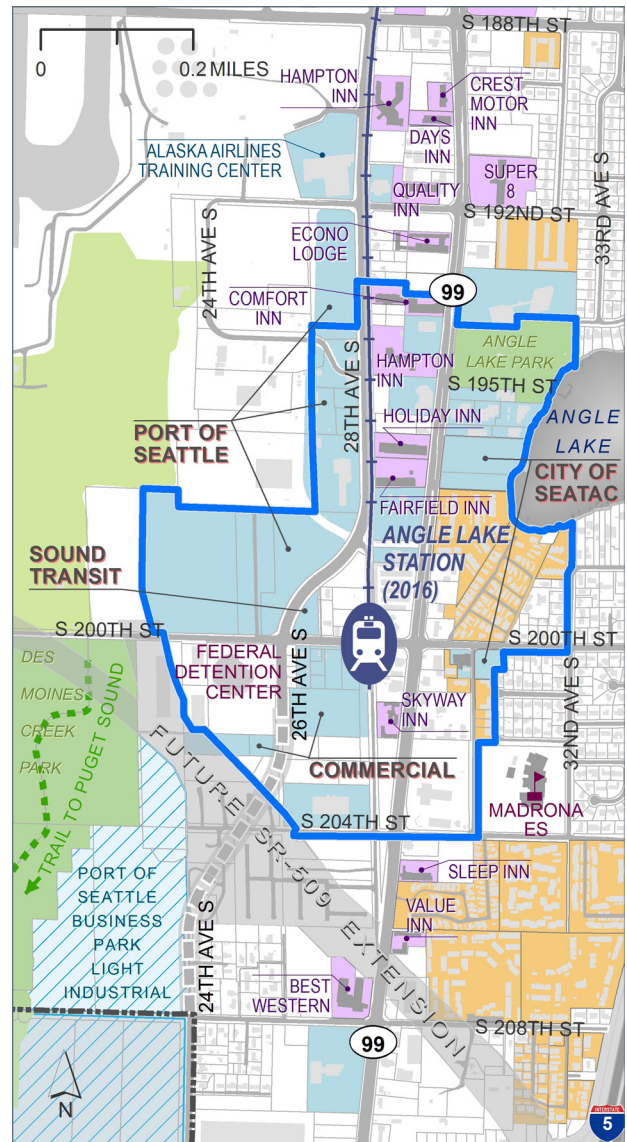 S 188TH ST
0
0.2 MILES
HAMPTON
INN
CREST
MOTOR
INN
DAYS
INN
ALASKA AIRLINES
TRAINING CENTER
SUPER
8
QUALITY
INN
S 192ND ST
33RD AVE S
ECONO
LODGE
24TH AVE S
99
COMFORT
INN
ANGLE
LAKE PARK
28TH AVE S
HAMPTON
INN
S 195TH ST
PORT OF
SEATTLE
HOLIDAY INN
ANGLE
LAKE
CITY OF
SEATAC
FAIRFIELD INN
ANGLE LAKE
STATION
(2016)
SOUND
TRANSIT
S 200TH ST
S 200TH ST
FEDERAL
DETENTION
CENTER
26TH AVE S
32ND AVE S
DES
MOINES
CREEK
PARK
TRAIL TO PUGET SOUND
SKYWAY
INN
COMMERCIAL
FUTURE SR-509 EXTENSION
MADRONA
ES
S 204TH ST
SLEEP INN
PORT OF
SEATTLE
BUSINESS
PARK
LIGHT
INDUSTRIAL
VALUE
INN
24TH AVE S
BEST
WESTERN
S 208TH ST
99
N
INTERSTATE
5